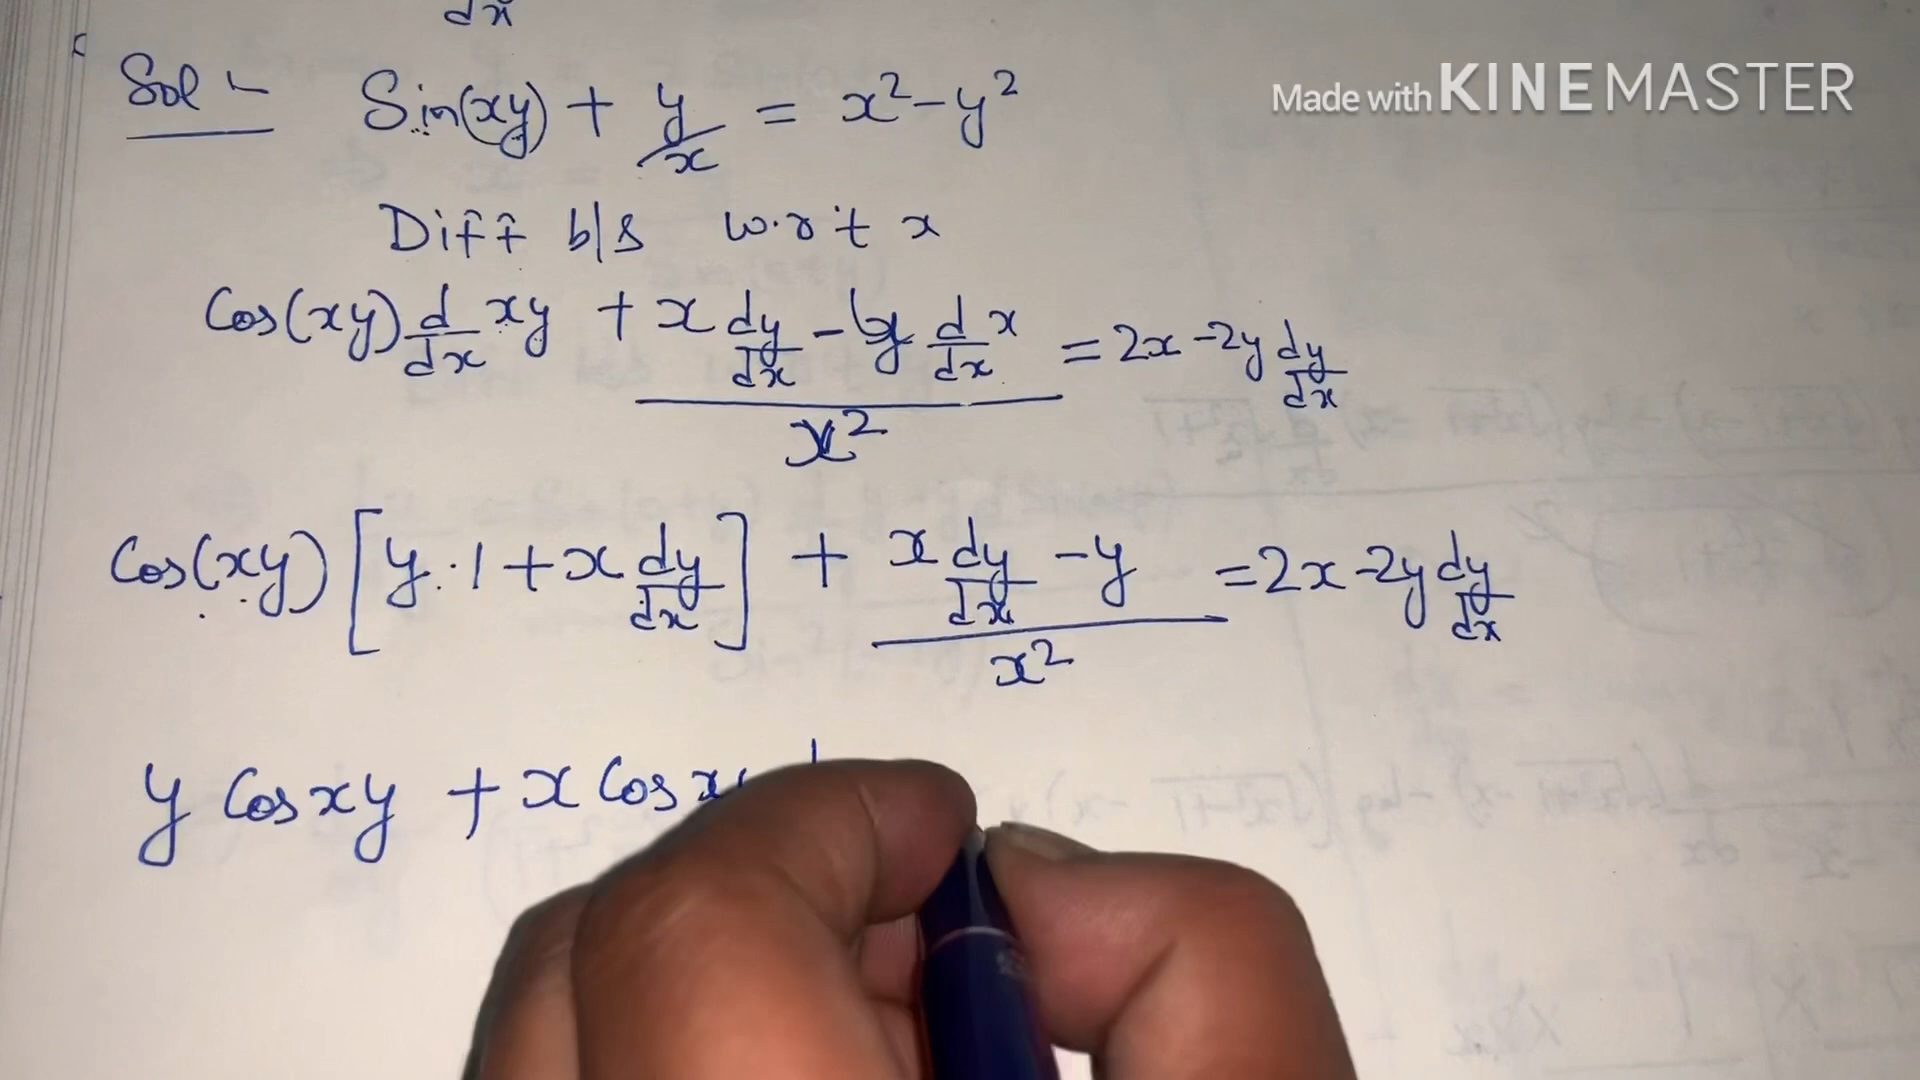 dx
Sol :- Sin(xy) + y/x = x² - y²
Made with KINEMASTER
Diff b/s w.r.t x
Cos(xy) d/dx xy + (x dy/dx - y d/dx x)/x² = 2x - 2y dy/dx
Cos(xy) [y·1 + x dy/dx] + (x dy/dx - y)/x² = 2x - 2y dy/dx
y Cos xy + x Cos x